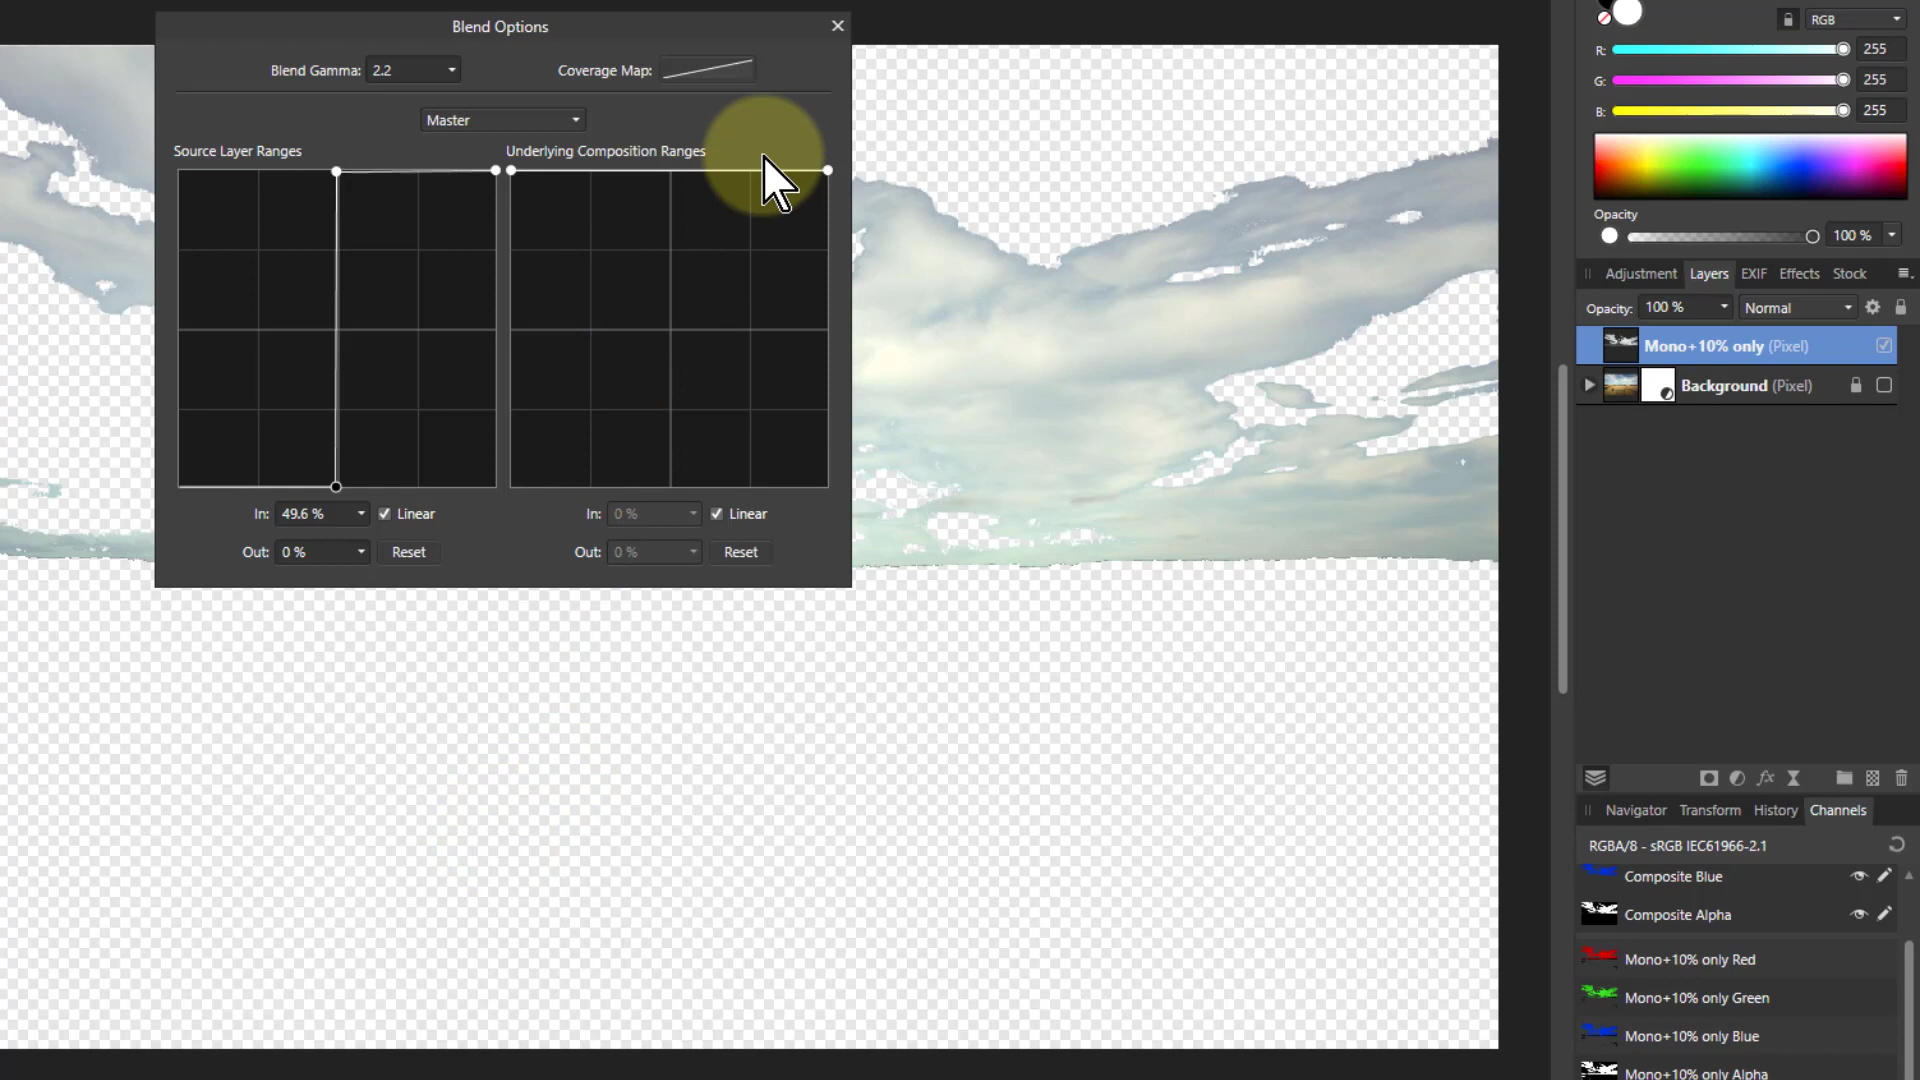 Blend Options
Blend Gamma: 2.2
Coverage Map:
Master
Source Layer Ranges
Underlying Composition Ranges
In: 49.6 %
Linear
In: 0 %
Linear
Out: 0 %
Reset
Out: 0 %
Reset
RGB
R: 255
G: 255
B: 255
Opacity
100 %
Adjustment Layers EXIF Effects Stock
Opacity: 100 % Normal
Mono+10% only (Pixel)
Background (Pixel)
fx
Navigator Transform History Channels
RGBA/8 - sRGB IEC61966-2.1
Composite Blue
Composite Alpha
Mono+10% only Red
Mono+10% only Green
Mono+10% only Blue
Mono+10% only Alpha